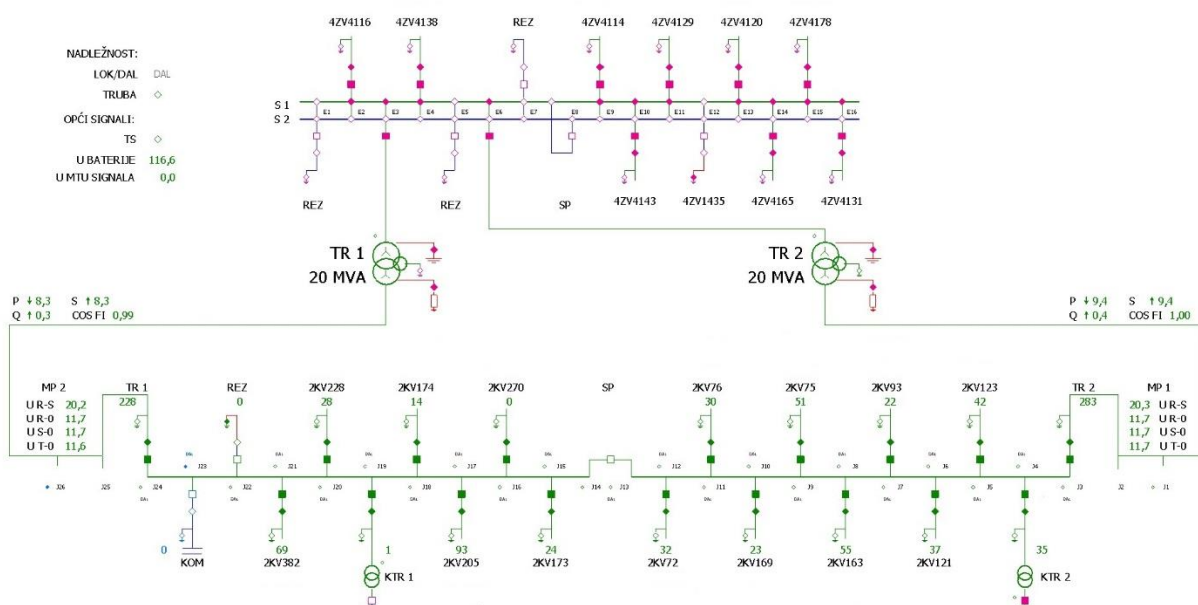 4ZV4116 4ZV4138 REZ 4ZV4114 4ZV4129 4ZV4120 4ZV4178
NADLEŽNOST:
LOK/DAL DAL
TRUBA
S 1
S 2
E1 E2 E3 E4 E5 E6 E7 E8 E9 E10 E11 E12 E13 E14 E15 E16
OPĆI SIGNALI:
TS
U BATERIJE 116,6
U MTU SIGNALA 0,0
REZ REZ SP 4ZV4143 4ZV1435 4ZV4165 4ZV4131
TR 1 TR 2
20 MVA 20 MVA
P 8,3 S 8,3 P 9,4 S 9,4
Q 0,3 COS FI 0,99 Q 0,4 COS FI 1,00
MP 2 TR 1 REZ 2KV228 2KV174 2KV270 SP 2KV76 2KV75 2KV93 2KV123 TR 2 MP 1
228 0 28 14 0 30 51 22 42 283
U R-S 20,2 20,3 U R-S
U R-0 11,7 11,7 U R-0
U S-0 11,7 11,7 U S-0
U T-0 11,6 11,7 U T-0
J23 J21 J19 J17 J15 J12 J10 J8 J6 J4
J26 J25 J24 J22 J20 J18 J16 J14 J13 J11 J9 J7 J5 J3 J2 J1
0 69 1 93 24 32 23 55 37 35
KOM 2KV382 2KV205 2KV173 2KV72 2KV169 2KV163 2KV121
KTR 1 KTR 2